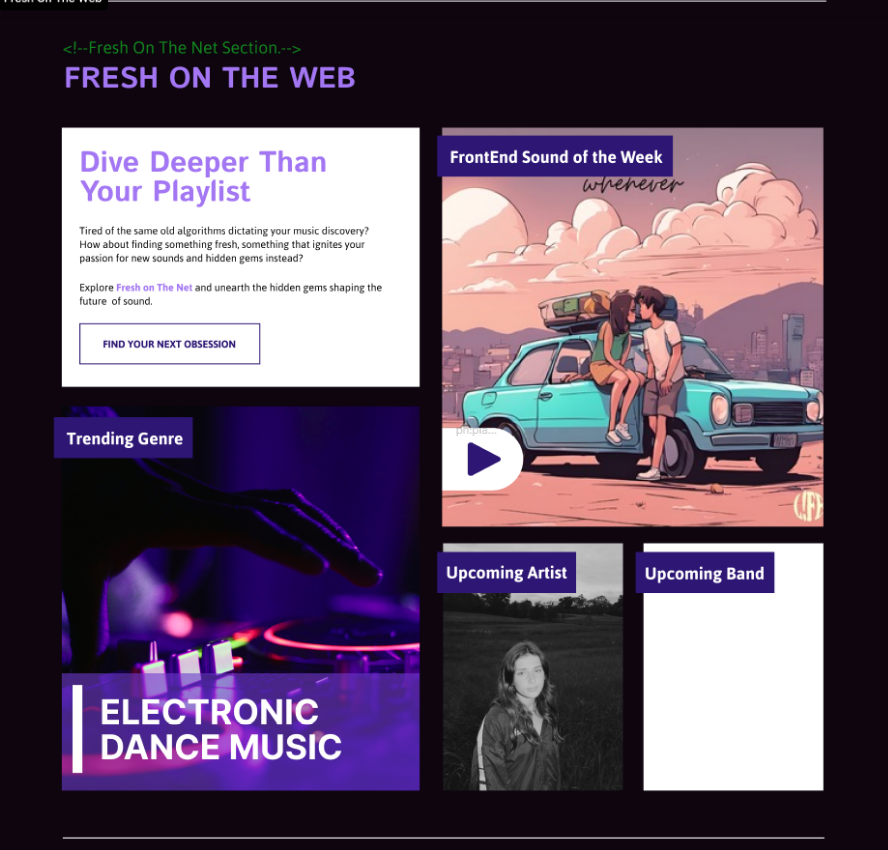 Fresh On The Web
<!--Fresh On The Net Section.-->
FRESH ON THE WEB
Dive Deeper Than
Your Playlist
Tired of the same old algorithms dictating your music discovery?
How about finding something fresh, something that ignites your
passion for new sounds and hidden gems instead?
Explore Fresh on The Net and unearth the hidden gems shaping the
future of sound.
FIND YOUR NEXT OBSESSION
FrontEnd Sound of the Week
whenever
Trending Genre
ELECTRONIC
DANCE MUSIC
Upcoming Artist
Upcoming Band